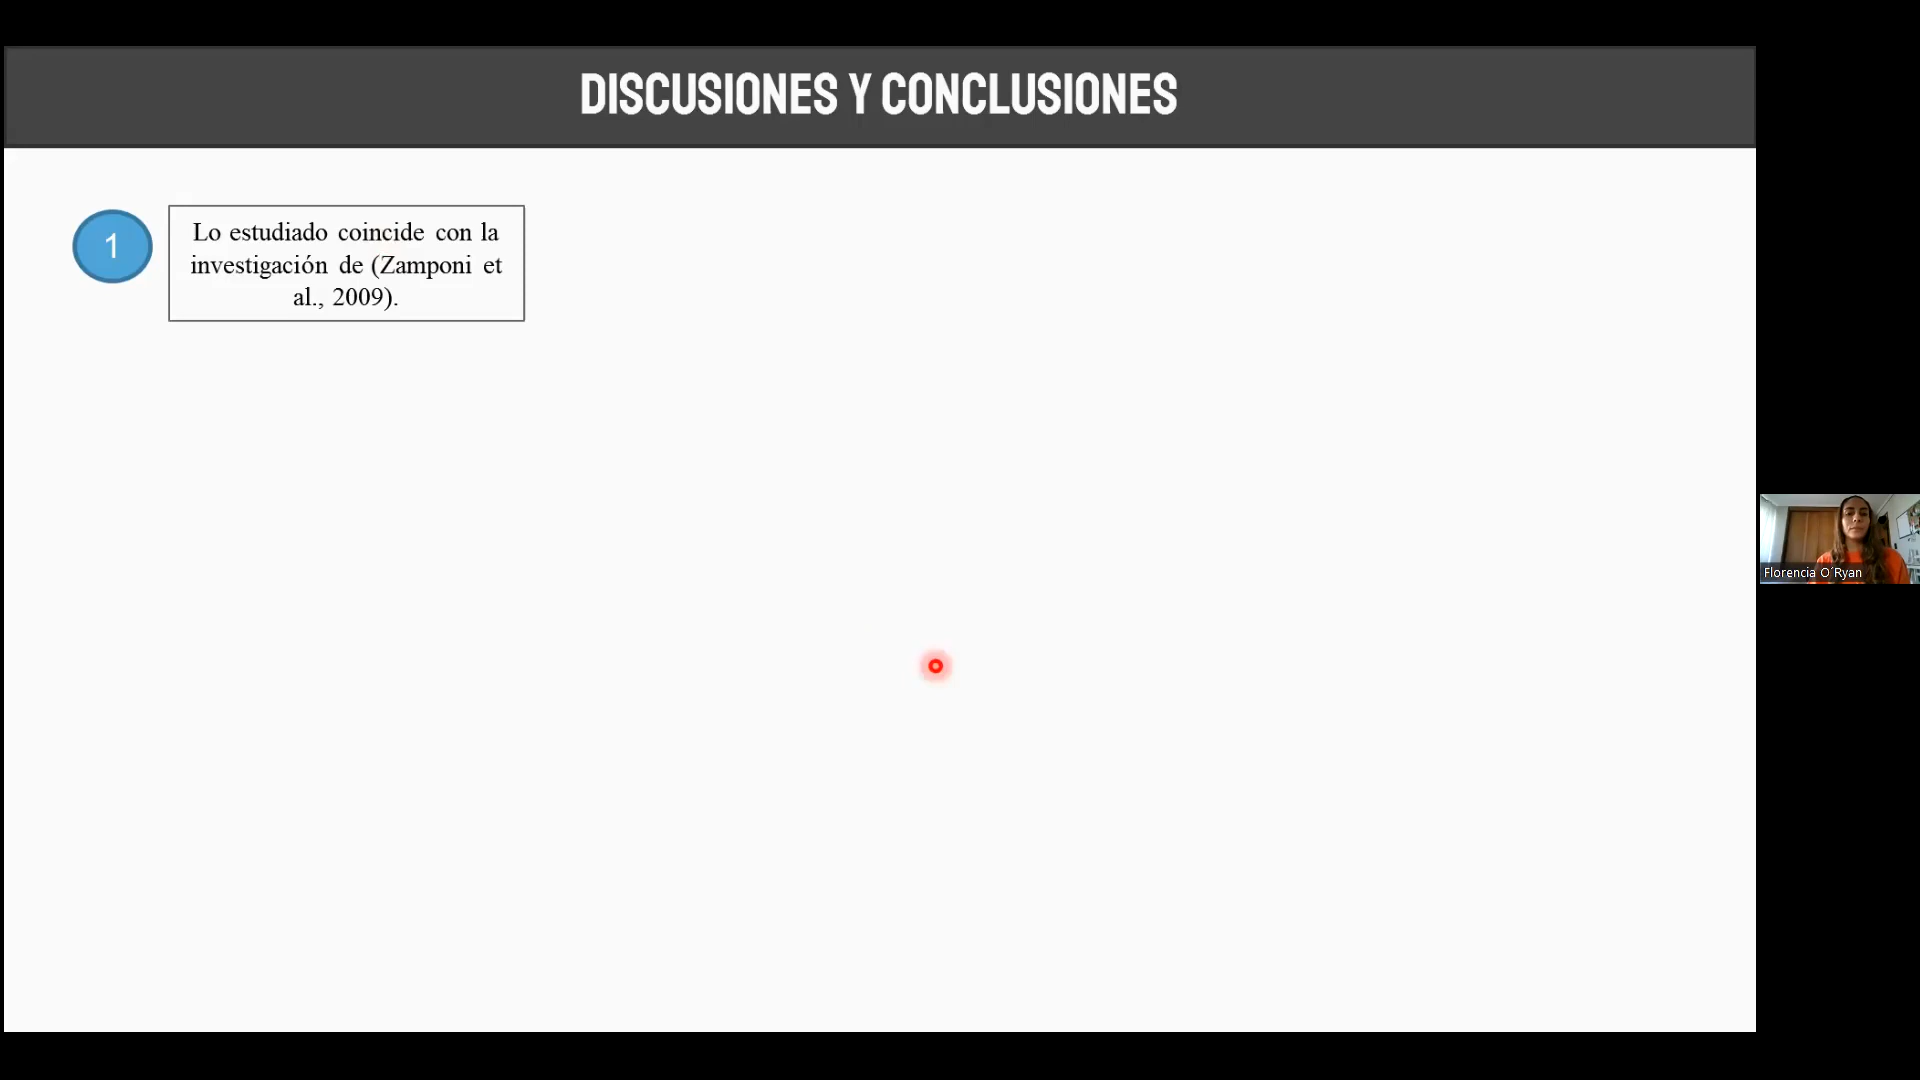 DISCUSIONES Y CONCLUSIONES
1
Lo estudiado coincide con la
investigación de (Zamponi et
al., 2009).
Florencia O´Ryan